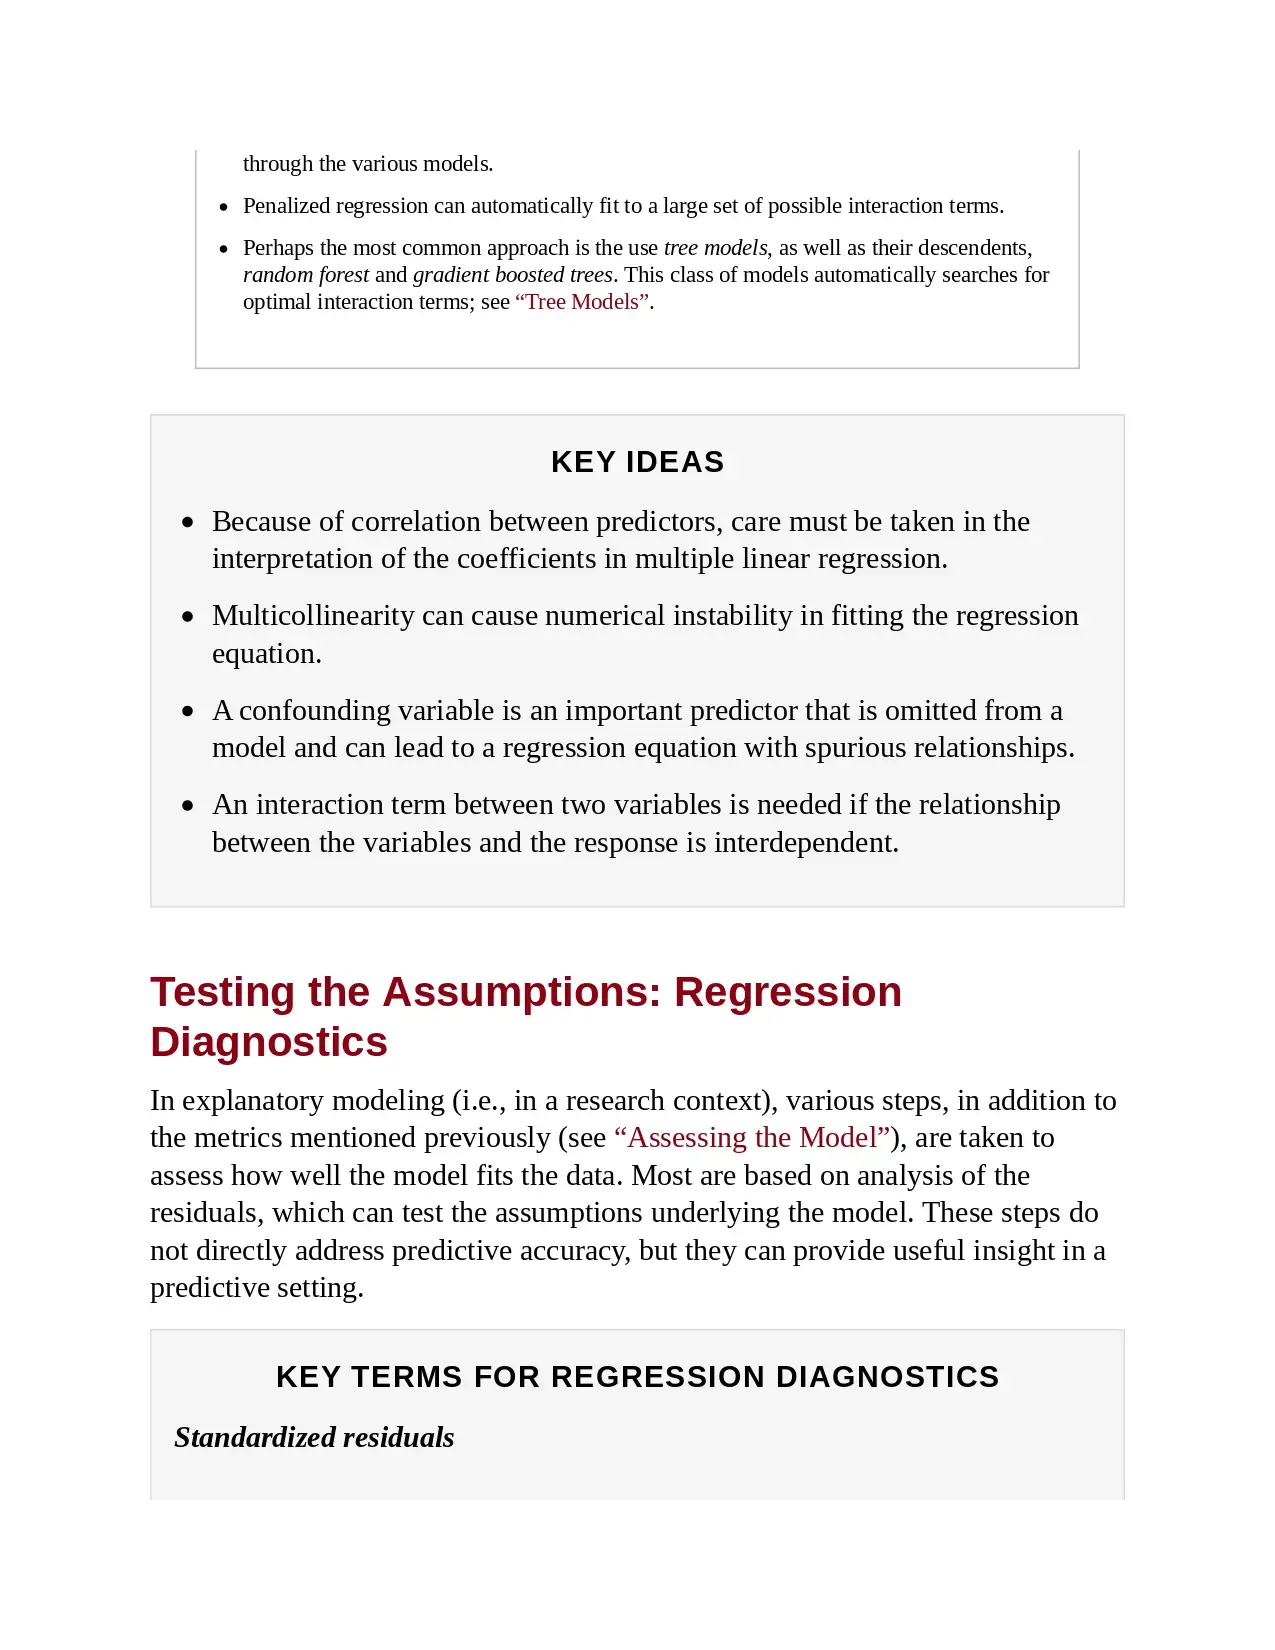 through the various models.
• Penalized regression can automatically fit to a large set of possible interaction terms.
• Perhaps the most common approach is the use tree models, as well as their descendents,
random forest and gradient boosted trees. This class of models automatically searches for
optimal interaction terms; see “Tree Models”.
KEY IDEAS
• Because of correlation between predictors, care must be taken in the
interpretation of the coefficients in multiple linear regression.
• Multicollinearity can cause numerical instability in fitting the regression
equation.
• A confounding variable is an important predictor that is omitted from a
model and can lead to a regression equation with spurious relationships.
• An interaction term between two variables is needed if the relationship
between the variables and the response is interdependent.
Testing the Assumptions: Regression
Diagnostics
In explanatory modeling (i.e., in a research context), various steps, in addition to
the metrics mentioned previously (see “Assessing the Model”), are taken to
assess how well the model fits the data. Most are based on analysis of the
residuals, which can test the assumptions underlying the model. These steps do
not directly address predictive accuracy, but they can provide useful insight in a
predictive setting.
KEY TERMS FOR REGRESSION DIAGNOSTICS
Standardized residuals